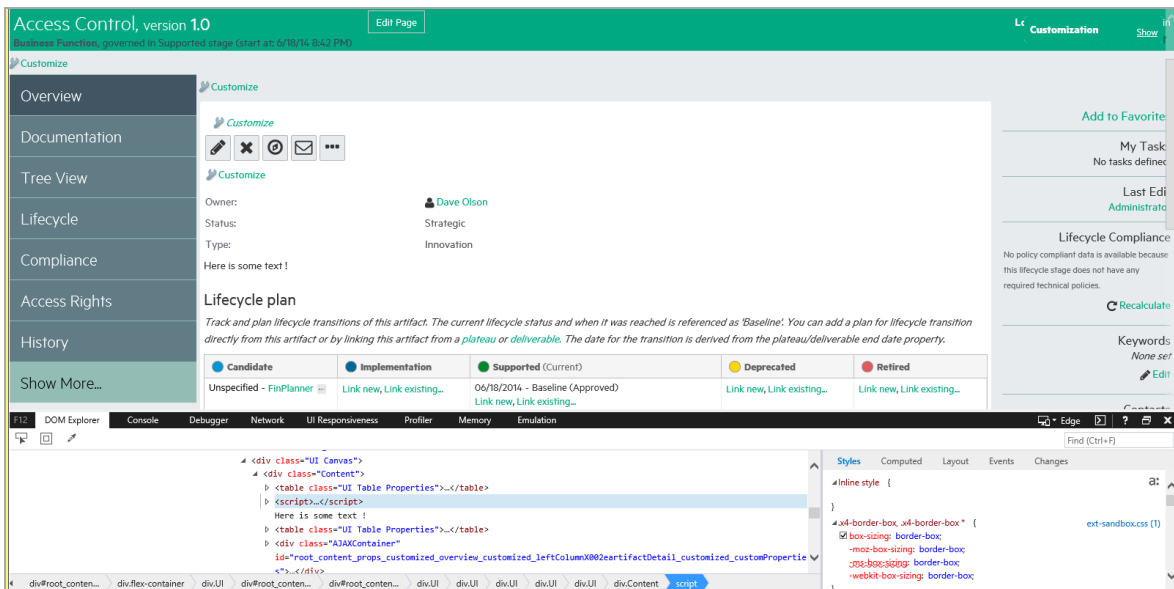 Access Control, version 1.0
Edit Page
Customization
Show
Business Function, governed in Supported stage (start at: 6/18/14 8:42 PM)
Customize
Overview
Documentation
Tree View
Lifecycle
Compliance
Access Rights
History
Show More...
Customize
Customize
Customize
Owner: Dave Olson
Status: Strategic
Type: Innovation
Here is some text !
Lifecycle plan
Track and plan lifecycle transitions of this artifact. The current lifecycle status and when it was reached is referenced as 'Baseline'. You can add a plan for lifecycle transition
directly from this artifact or by linking this artifact from a plateau or deliverable. The date for the transition is derived from the plateau/deliverable end date property.
Candidate Implementation Supported (Current) Deprecated Retired
Unspecified - FinPlanner ... Link new, Link existing... 06/18/2014 - Baseline (Approved) Link new, Link existing... Link new, Link existing...
Link new, Link existing...
Add to Favorite
My Task
No tasks defined
Last Edi
Administrato
Lifecycle Compliance
No policy compliant data is available because
this lifecycle stage does not have any
required technical policies.
Recalculate
Keywords
None set
Edit
Contacts
F12 DOM Explorer Console Debugger Network UI Responsiveness Profiler Memory Emulation Edge ?
Find (Ctrl+F)
<div class="UI Canvas">
<div class="Content">
<table class="UI Table Properties">…</table>
<script>…</script>
Here is some text !
<table class="UI Table Properties">…</table>
<div class="AJAXContainer"
id="root_content_props_customized_overview_customized_leftColumnX002eartifactDetail_customized_customPropertie
s">…</div>
div#root_conten... div.flex-container div.UI div#root_conten... div#root_conten... div.UI div.UI div.UI div.UI div.UI div.Content script
Styles Computed Layout Events Changes
Inline style { a:
}
.x4-border-box, .x4-border-box * { ext-sandbox.css (1)
box-sizing: border-box;
-moz-box-sizing: border-box;
-ms-box-sizing: border-box;
-webkit-box-sizing: border-box;
}